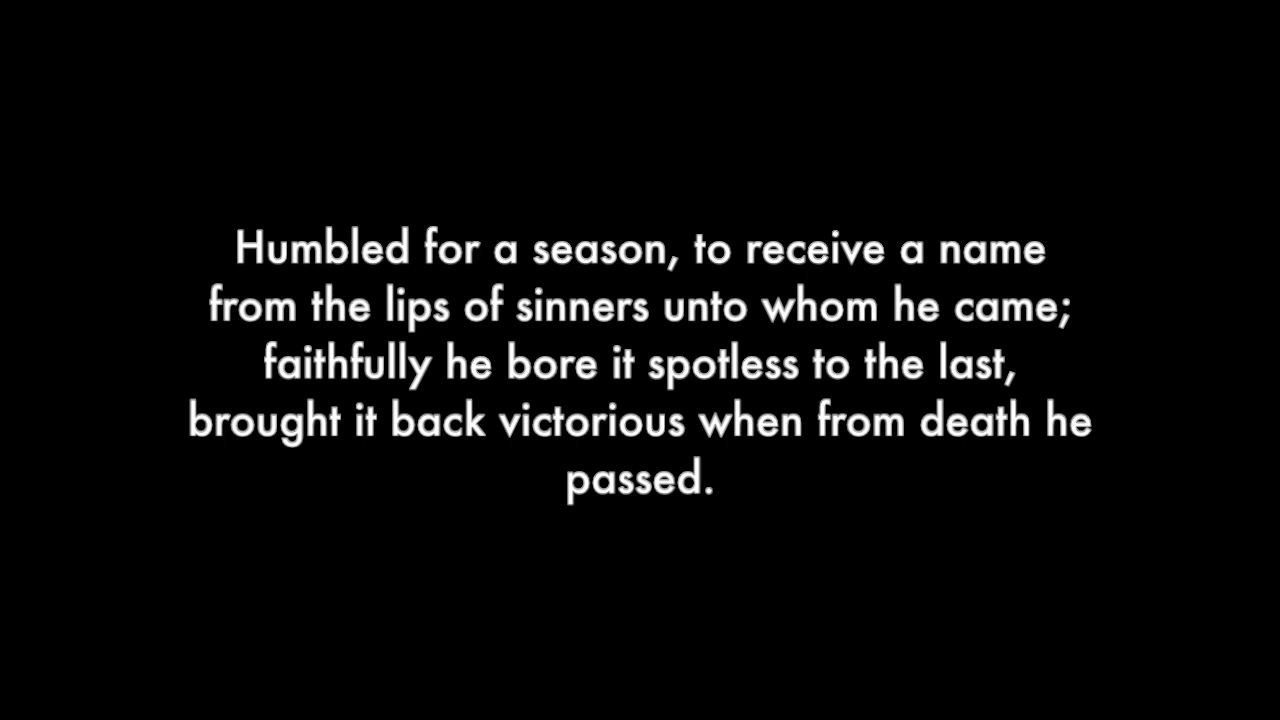 Humbled for a season, to receive a name
from the lips of sinners unto whom he came;
faithfully he bore it spotless to the last,
brought it back victorious when from death he
passed.